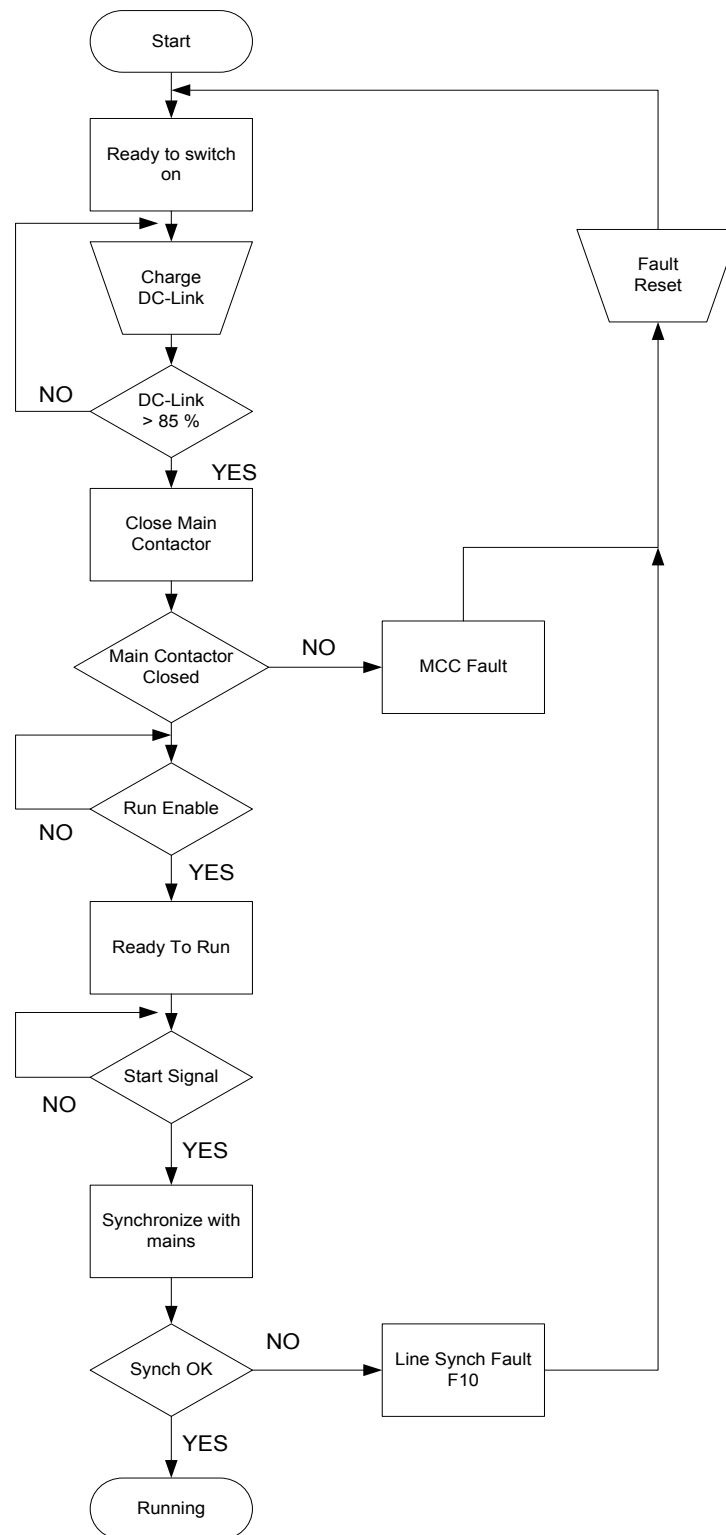 Start
Ready to switch
on
Charge
DC-Link
Fault
Reset
NO
DC-Link
> 85 %
YES
Close Main
Contactor
Main Contactor
Closed
NO
MCC Fault
Run Enable
NO
YES
Ready To Run
Start Signal
NO
YES
Synchronize with
mains
Synch OK
NO
Line Synch Fault
F10
YES
Running